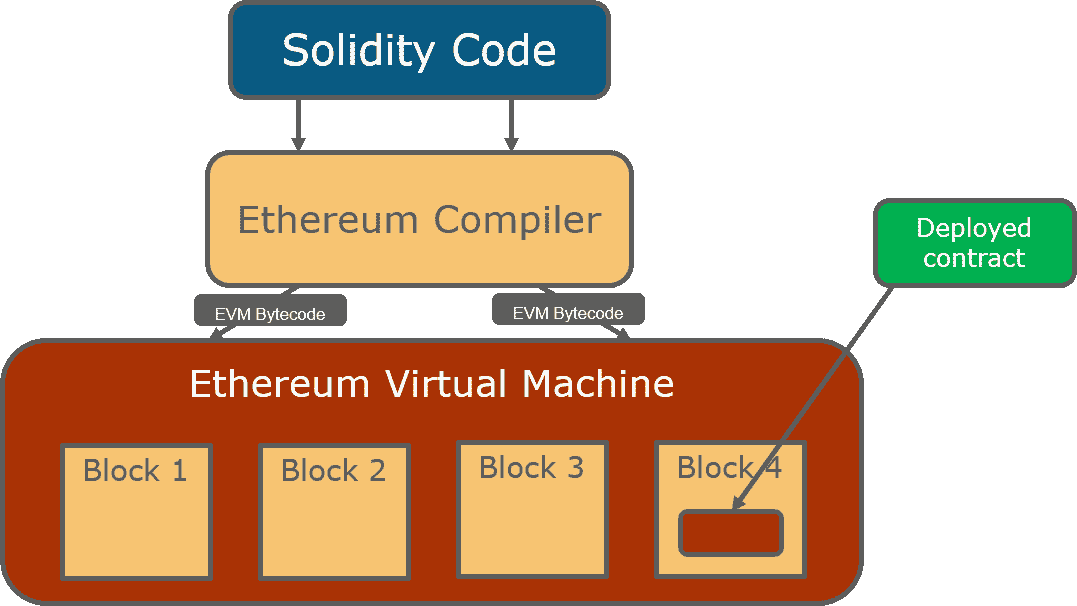 Solidity Code
Ethereum Compiler
Deployed
contract
EVM Bytecode
EVM Bytecode
Ethereum Virtual Machine
Block 1
Block 2
Block 3
Block 4